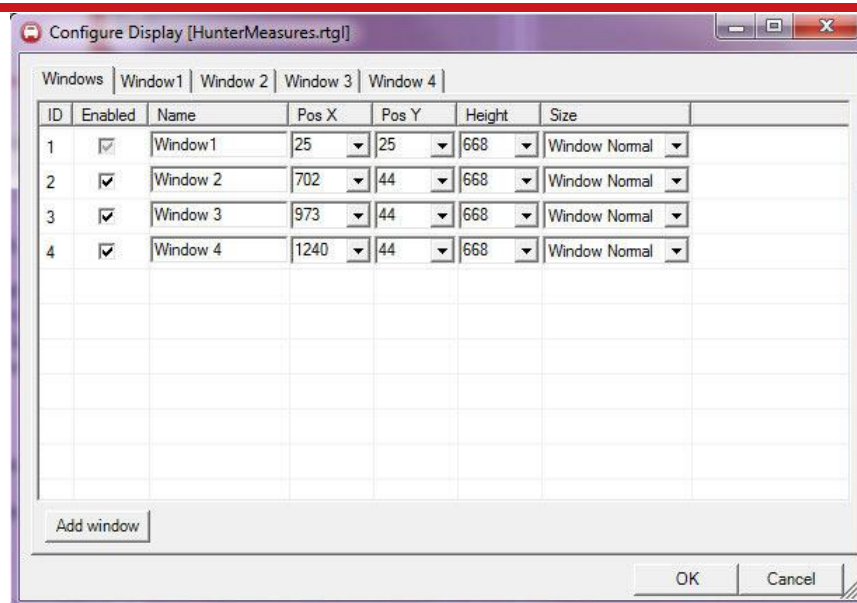 Configure Display [HunterMeasures.rtgl]
Windows Window1 Window 2 Window 3 Window 4
ID Enabled Name Pos X Pos Y Height Size
1 Window1 25 25 668 Window Normal
2 Window 2 702 44 668 Window Normal
3 Window 3 973 44 668 Window Normal
4 Window 4 1240 44 668 Window Normal
Add window
OK Cancel